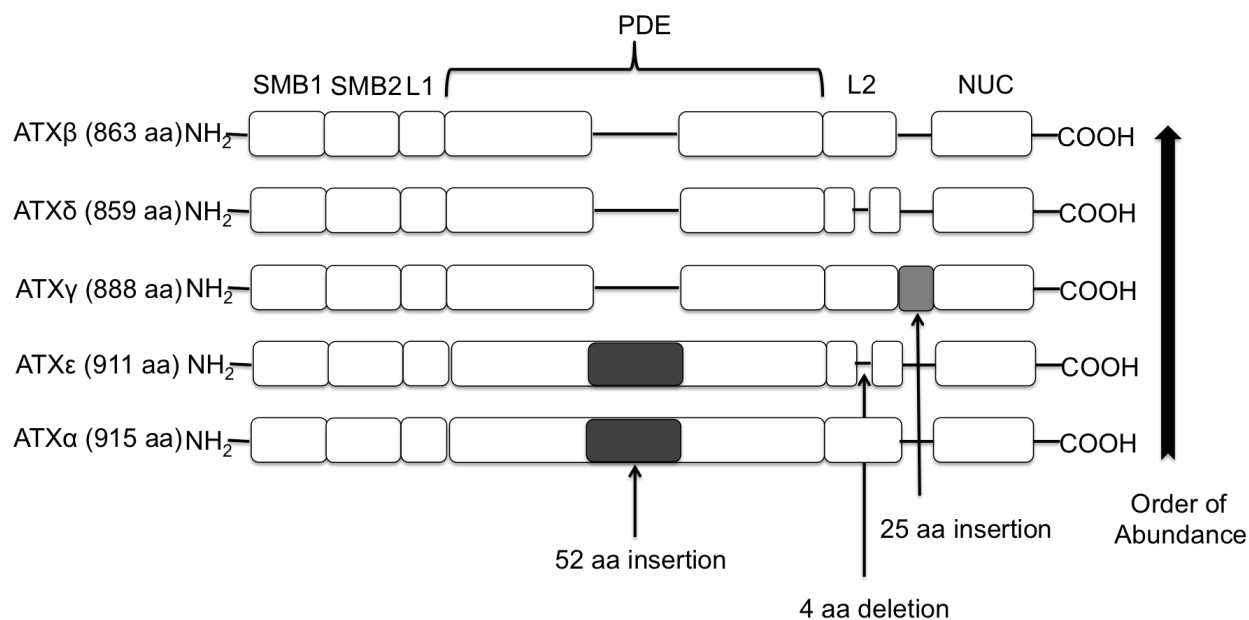 PDE
SMB1 SMB2 L1 L2 NUC
ATXβ (863 aa) NH2 COOH
ATXδ (859 aa) NH2 COOH
ATXγ (888 aa) NH2 COOH
ATXε (911 aa) NH2 COOH
ATXα (915 aa) NH2 COOH
Order of
Abundance
25 aa insertion
52 aa insertion
4 aa deletion